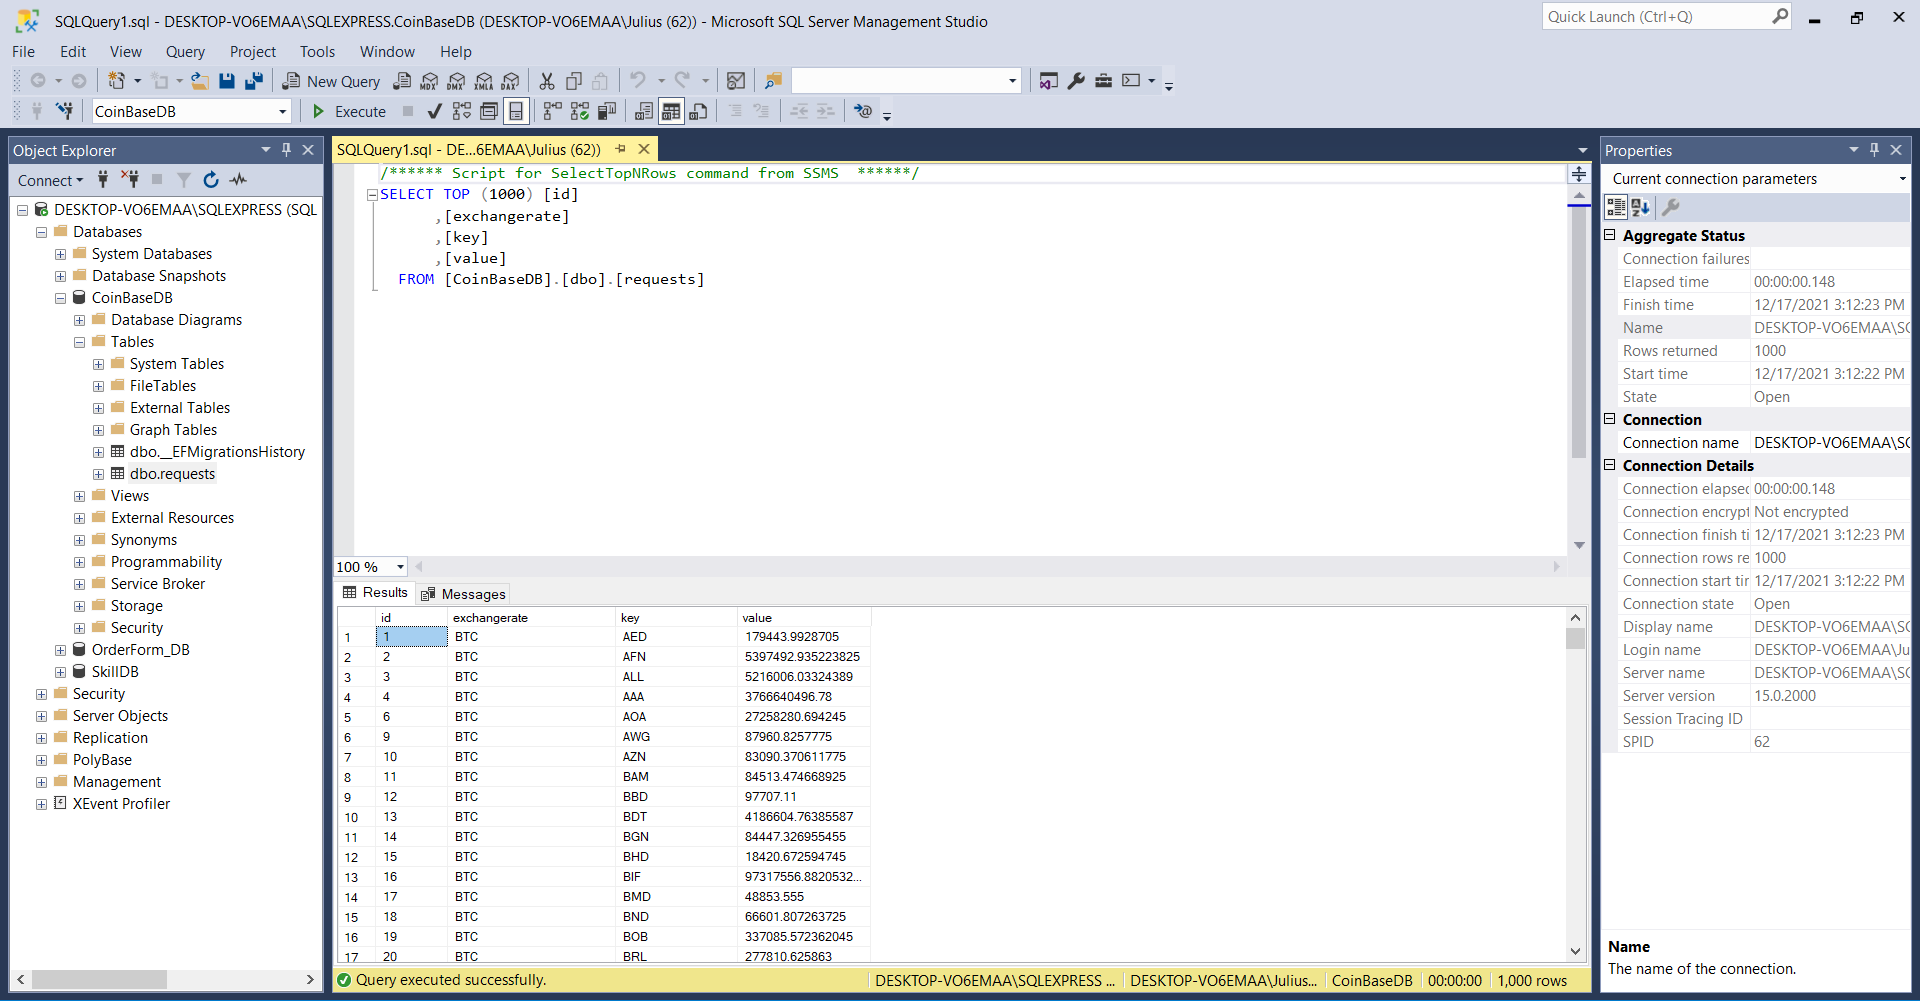 SQLQuery1.sql - DESKTOP-VO6EMAA\SQLEXPRESS.CoinBaseDB (DESKTOP-VO6EMAA\Julius (62)) - Microsoft SQL Server Management Studio
Quick Launch (Ctrl+Q)
File Edit View Query Project Tools Window Help
New Query MDX DMX XMLA DAX
CoinBaseDB Execute
Object Explorer
Connect
DESKTOP-VO6EMAA\SQLEXPRESS (SQL
Databases
System Databases
Database Snapshots
CoinBaseDB
Database Diagrams
Tables
System Tables
FileTables
External Tables
Graph Tables
dbo.__EFMigrationsHistory
dbo.requests
Views
External Resources
Synonyms
Programmability
Service Broker
Storage
Security
OrderForm_DB
SkillDB
Security
Server Objects
Replication
PolyBase
Management
XEvent Profiler
SQLQuery1.sql - DE...6EMAA\Julius (62))
/****** Script for SelectTopNRows command from SSMS  ******/
SELECT TOP (1000) [id]
,[exchangerate]
,[key]
,[value]
FROM [CoinBaseDB].[dbo].[requests]
100 %
Results Messages
id exchangerate key value
1 1 BTC AED 179443.9928705
2 2 BTC AFN 5397492.935223825
3 3 BTC ALL 5216006.03324389
4 4 BTC AAA 3766640496.78
5 6 BTC AOA 27258280.694245
6 9 BTC AWG 87960.8257775
7 10 BTC AZN 83090.370611775
8 11 BTC BAM 84513.474668925
9 12 BTC BBD 97707.11
10 13 BTC BDT 4186604.76385587
11 14 BTC BGN 84447.326955455
12 15 BTC BHD 18420.672594745
13 16 BTC BIF 97317556.8820532...
14 17 BTC BMD 48853.555
15 18 BTC BND 66601.807263725
16 19 BTC BOB 337085.572362045
17 20 BTC BRL 277810.625863
Query executed successfully. DESKTOP-VO6EMAA\SQLEXPRESS ... DESKTOP-VO6EMAA\Julius... CoinBaseDB 00:00:00 1,000 rows
Properties
Current connection parameters
Aggregate Status
Connection failures
Elapsed time 00:00:00.148
Finish time 12/17/2021 3:12:23 PM
Name DESKTOP-VO6EMAA\SQ
Rows returned 1000
Start time 12/17/2021 3:12:22 PM
State Open
Connection
Connection name DESKTOP-VO6EMAA\SQ
Connection Details
Connection elapsed 00:00:00.148
Connection encrypt Not encrypted
Connection finish ti 12/17/2021 3:12:23 PM
Connection rows re 1000
Connection start tir 12/17/2021 3:12:22 PM
Connection state Open
Display name DESKTOP-VO6EMAA\SQ
Login name DESKTOP-VO6EMAA\Ju
Server name DESKTOP-VO6EMAA\SQ
Server version 15.0.2000
Session Tracing ID
SPID 62
Name
The name of the connection.